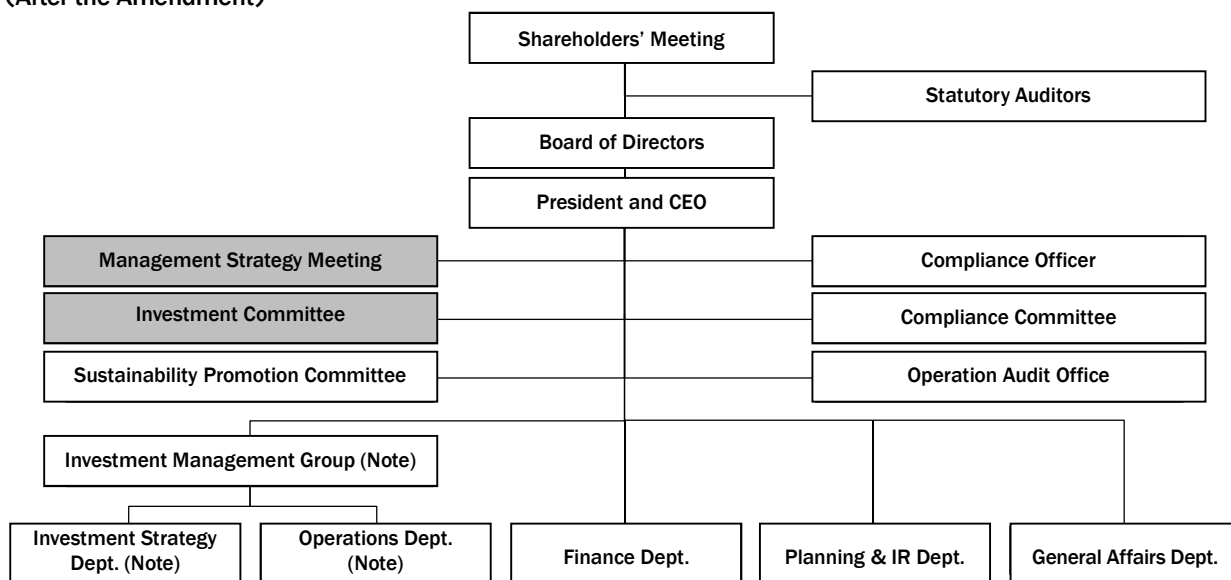 (After the Amendment)
Shareholders’ Meeting
Statutory Auditors
Board of Directors
President and CEO
Management Strategy Meeting
Compliance Officer
Investment Committee
Compliance Committee
Sustainability Promotion Committee
Operation Audit Office
Investment Management Group (Note)
Investment Strategy
Dept. (Note)
Operations Dept.
(Note)
Finance Dept.
Planning & IR Dept.
General Affairs Dept.